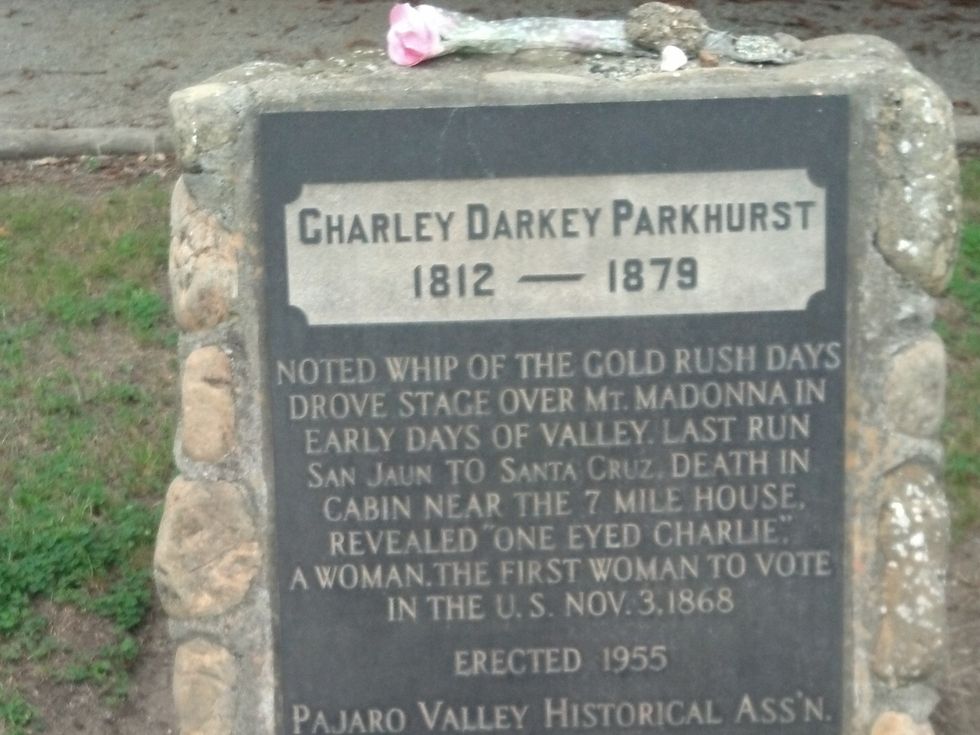 CHARLEY DARKEY PARKHURST
1812 — 1879
NOTED WHIP OF THE GOLD RUSH DAYS
DROVE STAGE OVER MT. MADONNA IN
EARLY DAYS OF VALLEY. LAST RUN
SAN JAUN TO SANTA CRUZ. DEATH IN
CABIN NEAR THE 7 MILE HOUSE.
REVEALED "ONE EYED CHARLIE".
A WOMAN. THE FIRST WOMAN TO VOTE
IN THE U. S. NOV. 3, 1868
ERECTED 1955
PAJARO VALLEY HISTORICAL ASS'N.